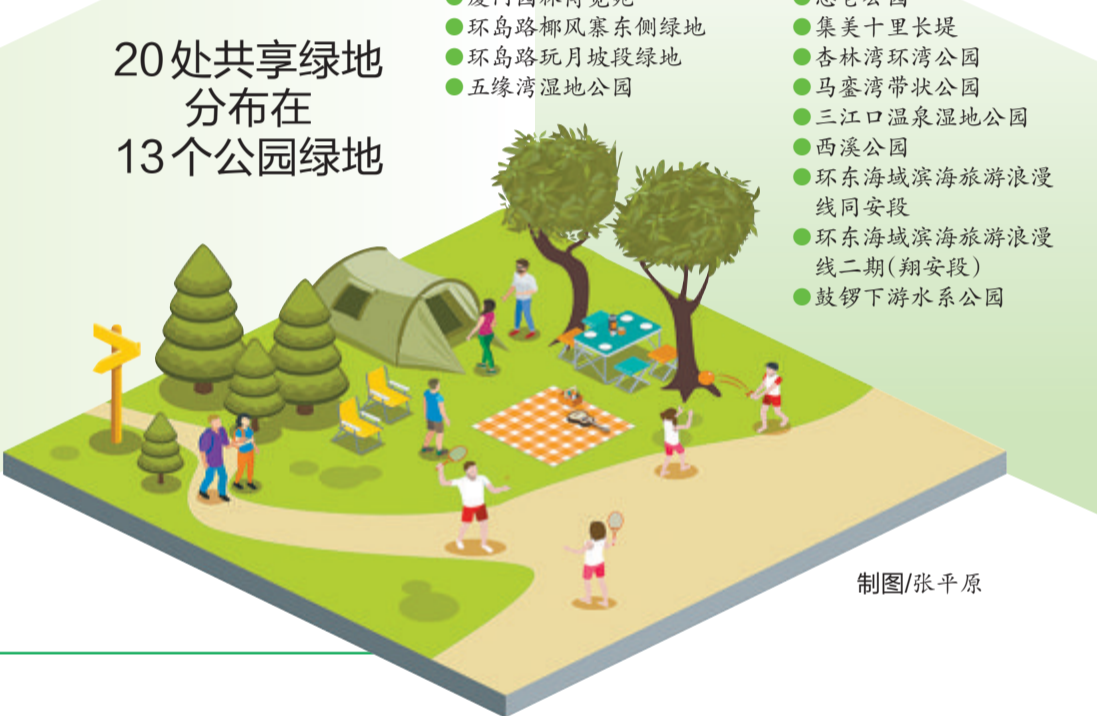 20处共享绿地
分布在
13个公园绿地
●环岛路椰风寨东侧绿地
●环岛路玩月坡段绿地
●五缘湾湿地公园
●集美十里长堤
●杏林湾环湾公园
●马銮湾带状公园
●三江口温泉湿地公园
●西溪公园
●环东海域滨海旅游浪漫
线同安段
●环东海域滨海旅游浪漫
线二期(翔安段)
●鼓锣下游水系公园
制图/张平原